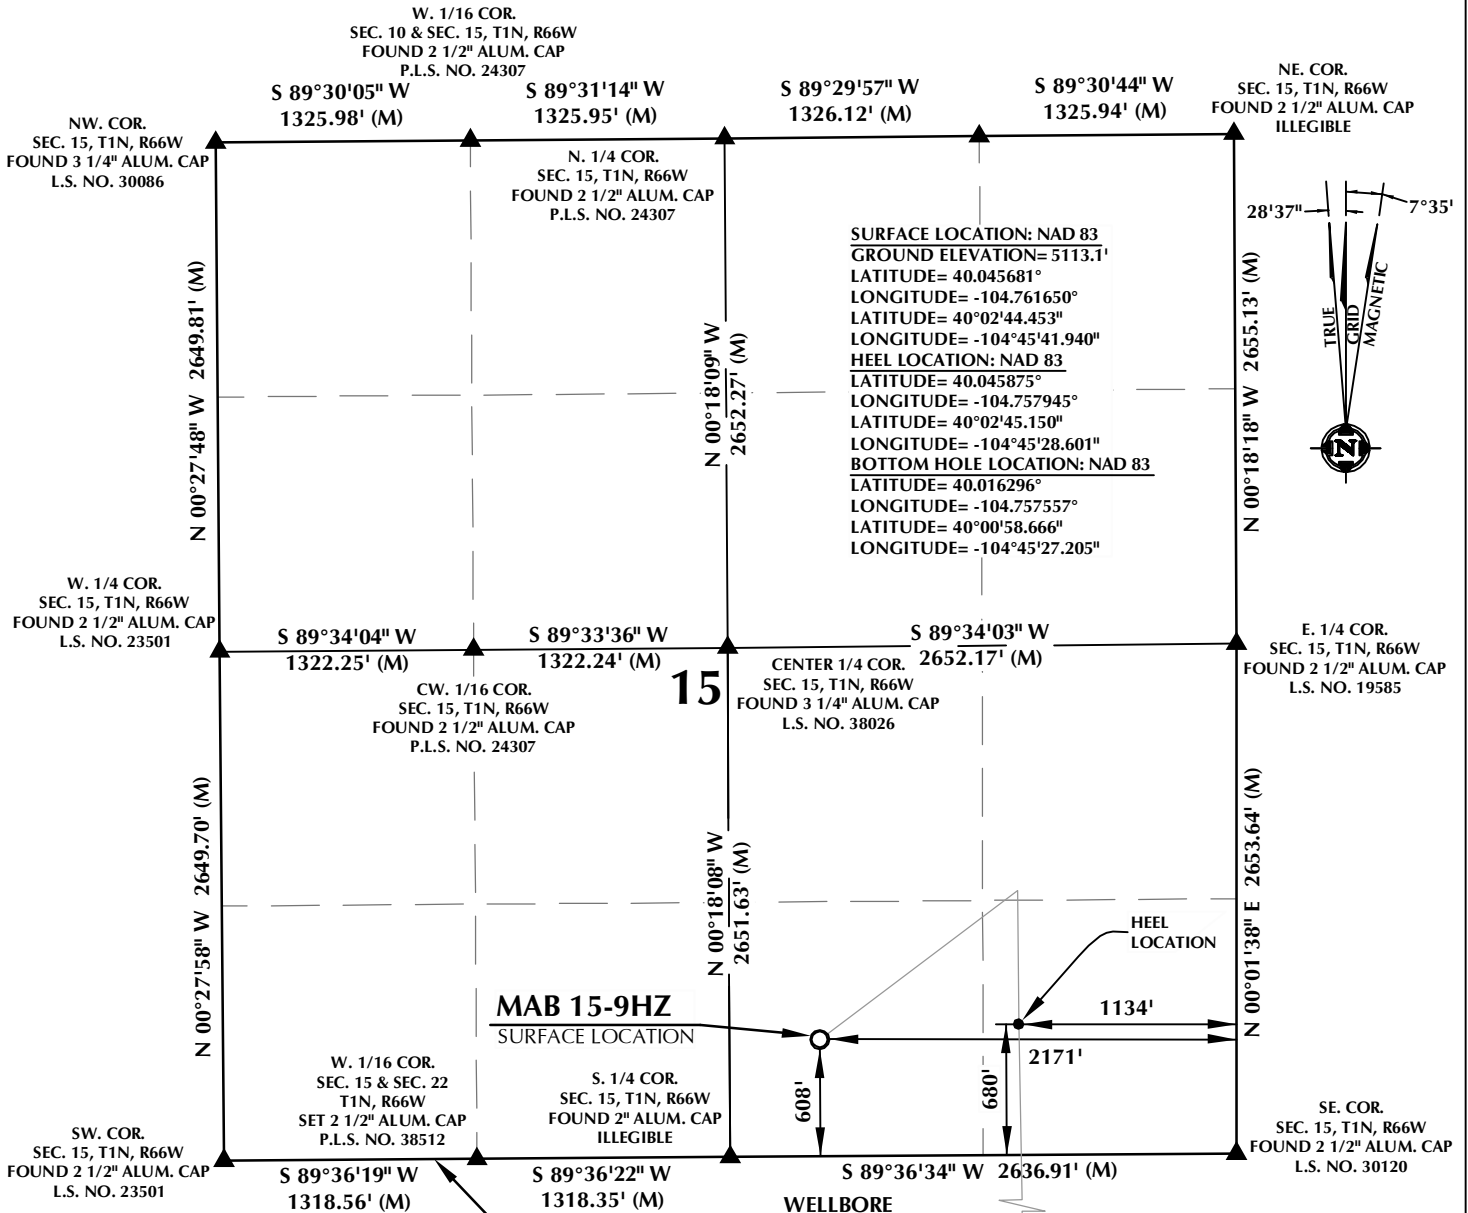 W. 1/16 COR.
SEC. 10 & SEC. 15, T1N, R66W
FOUND 2 1/2" ALUM. CAP
P.L.S. NO. 24307
S 89°30'05" W
1325.98' (M)
S 89°31'14" W
1325.95' (M)
S 89°29'57" W
1326.12' (M)
S 89°30'44" W
1325.94' (M)
NE. COR.
SEC. 15, T1N, R66W
FOUND 2 1/2" ALUM. CAP
ILLEGIBLE
NW. COR.
SEC. 15, T1N, R66W
FOUND 3 1/4" ALUM. CAP
L.S. NO. 30086
N. 1/4 COR.
SEC. 15, T1N, R66W
FOUND 2 1/2" ALUM. CAP
P.L.S. NO. 24307
28'37"
7°35'
TRUE
GRID
MAGNETIC
N
SURFACE LOCATION: NAD 83
GROUND ELEVATION= 5113.1'
LATITUDE= 40.045681°
LONGITUDE= -104.761650°
LATITUDE= 40°02'44.453"
LONGITUDE= -104°45'41.940"
HEEL LOCATION: NAD 83
LATITUDE= 40.045875°
LONGITUDE= -104.757945°
LATITUDE= 40°02'45.150"
LONGITUDE= -104°45'28.601"
BOTTOM HOLE LOCATION: NAD 83
LATITUDE= 40.016296°
LONGITUDE= -104.757557°
LATITUDE= 40°00'58.666"
LONGITUDE= -104°45'27.205"
N 00°27'48" W 2649.81' (M)
N 00°18'09" W
2652.27' (M)
N 00°18'18" W 2655.13' (M)
W. 1/4 COR.
SEC. 15, T1N, R66W
FOUND 2 1/2" ALUM. CAP
L.S. NO. 23501
S 89°34'04" W
1322.25' (M)
S 89°33'36" W
1322.24' (M)
S 89°34'03" W
2652.17' (M)
E. 1/4 COR.
SEC. 15, T1N, R66W
FOUND 2 1/2" ALUM. CAP
L.S. NO. 19585
CW. 1/16 COR.
SEC. 15, T1N, R66W
FOUND 2 1/2" ALUM. CAP
P.L.S. NO. 24307
15
CENTER 1/4 COR.
SEC. 15, T1N, R66W
FOUND 3 1/4" ALUM. CAP
L.S. NO. 38026
N 00°27'58" W 2649.70' (M)
N 00°18'08" W
2651.63' (M)
N 00°01'38" E 2653.64' (M)
HEEL
LOCATION
MAB 15-9HZ
SURFACE LOCATION
1134'
2171'
608'
680'
W. 1/16 COR.
SEC. 15 & SEC. 22
T1N, R66W
SET 2 1/2" ALUM. CAP
P.L.S. NO. 38512
S. 1/4 COR.
SEC. 15, T1N, R66W
FOUND 2" ALUM. CAP
ILLEGIBLE
SW. COR.
SEC. 15, T1N, R66W
FOUND 2 1/2" ALUM. CAP
L.S. NO. 23501
SE. COR.
SEC. 15, T1N, R66W
FOUND 2 1/2" ALUM. CAP
L.S. NO. 30120
S 89°36'19" W
1318.56' (M)
S 89°36'22" W
1318.35' (M)
S 89°36'34" W 2636.91' (M)
WELLBORE